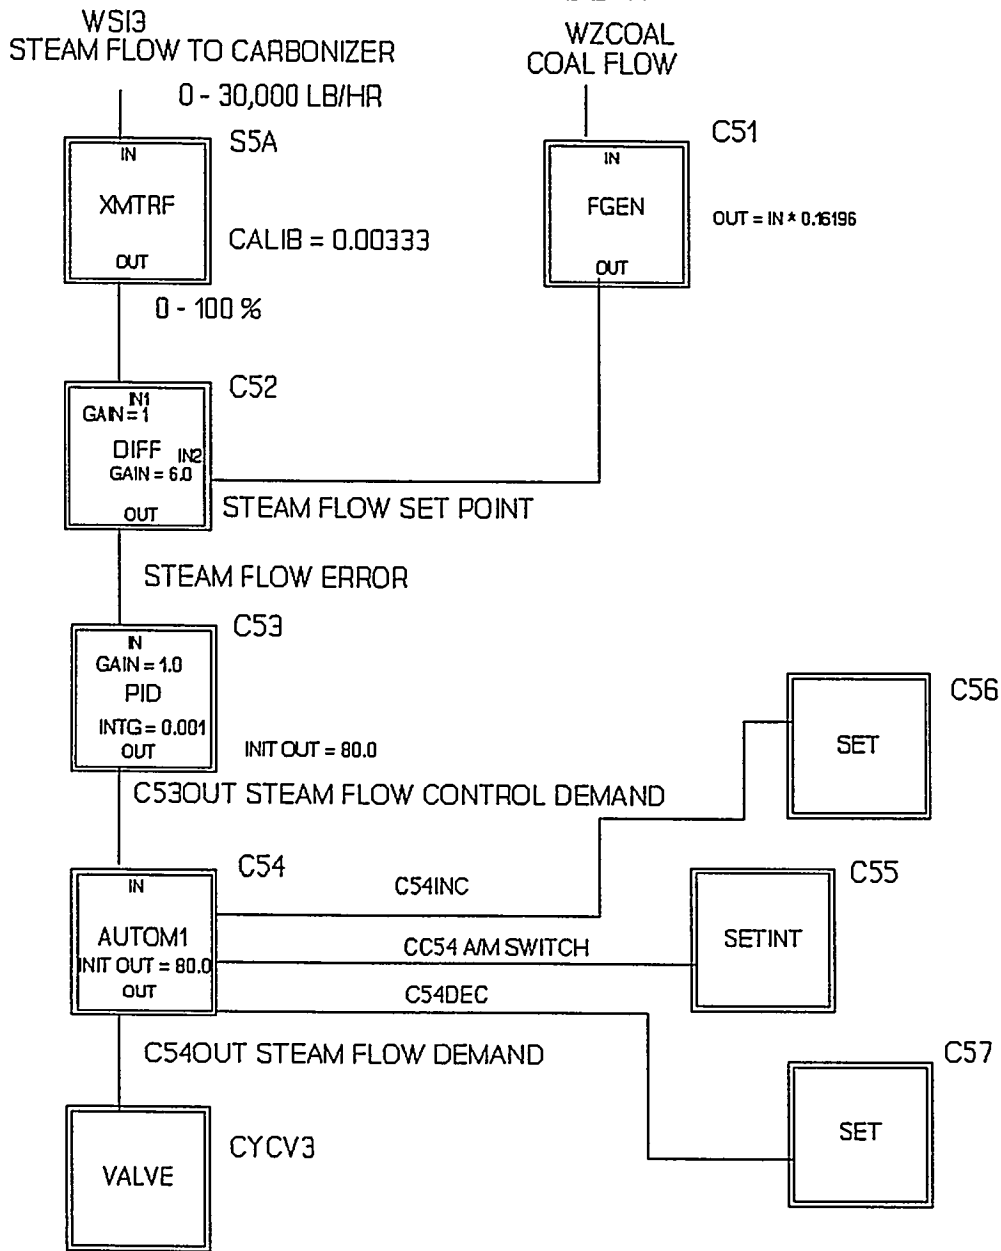 WSI3
STEAM FLOW TO CARBONIZER
0 - 30,000 LB/HR
WZCOAL
COAL FLOW
S5A
IN
XMTRF
OUT
CALIB = 0.00333
C51
IN
FGEN
OUT
OUT = IN * 0.16196
0 - 100 %
C52
IN1
GAIN = 1
DIFF IN2
GAIN = 6.0
OUT
STEAM FLOW SET POINT
STEAM FLOW ERROR
C53
IN
GAIN = 1.0
PID
INTG = 0.001
OUT
INIT OUT = 80.0
C53OUT STEAM FLOW CONTROL DEMAND
C56
SET
C54
IN
AUTOM1
INIT OUT = 80.0
OUT
C54INC
CC54 A/M SWITCH
C54DEC
C55
SETINT
C54OUT STEAM FLOW DEMAND
C57
SET
VALVE
CYCV3